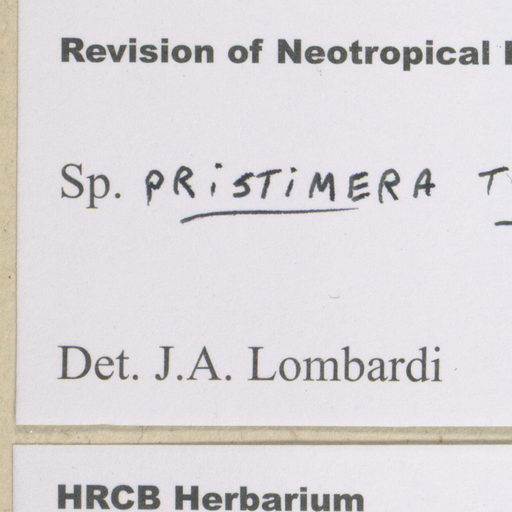 Revision of Neotropical
Sp. PRiSTiMERA
Det. J.A. Lombardi
HRCB Herbarium